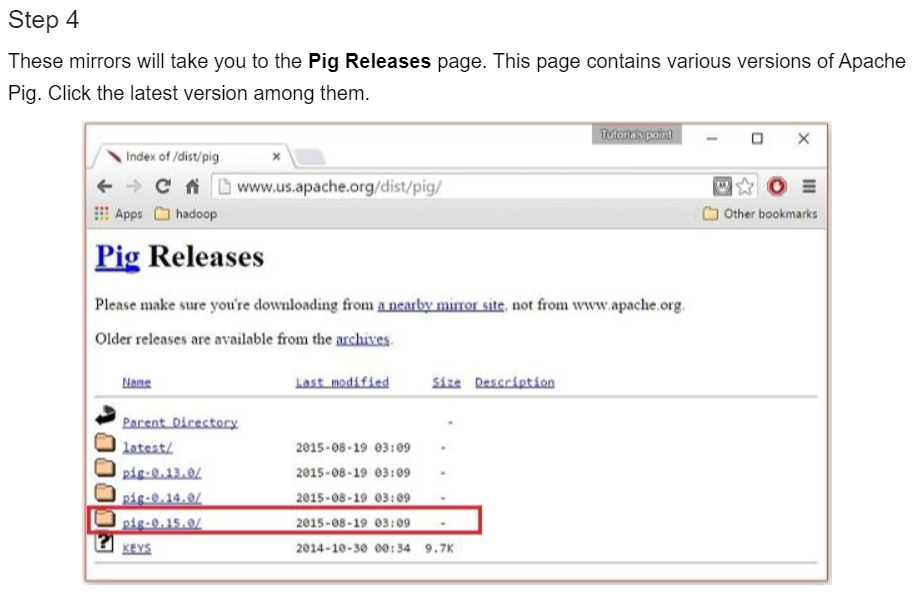 Step 4
These mirrors will take you to the Pig Releases page. This page contains various versions of Apache
Pig. Click the latest version among them.
Tutorials point
Index of /dist/pig
www.us.apache.org/dist/pig/
Apps hadoop Other bookmarks
Pig Releases
Please make sure you're downloading from a nearby mirror site, not from www.apache.org.
Older releases are available from the archives.
Name Last modified Size Description
Parent Directory -
latest/ 2015-08-19 03:09 -
pig-0.13.0/ 2015-08-19 03:09 -
pig-0.14.0/ 2015-08-19 03:09 -
pig-0.15.0/ 2015-08-19 03:09 -
KEYS 2014-10-30 00:34 9.7K